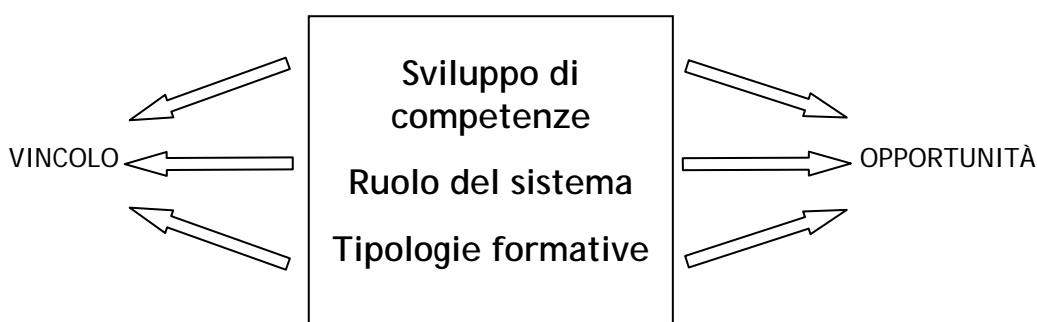 Sviluppo di
competenze
VINCOLO
OPPORTUNITÀ
Ruolo del sistema
Tipologie formative